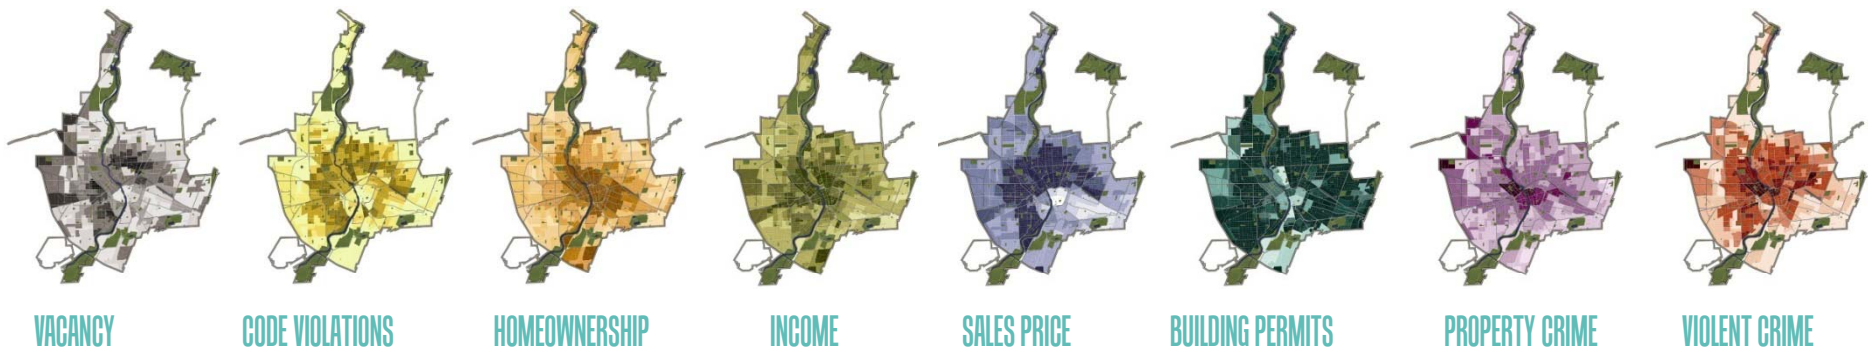 VACANCY
CODE VIOLATIONS
HOMEOWNERSHIP
INCOME
SALES PRICE
BUILDING PERMITS
PROPERTY CRIME
VIOLENT CRIME